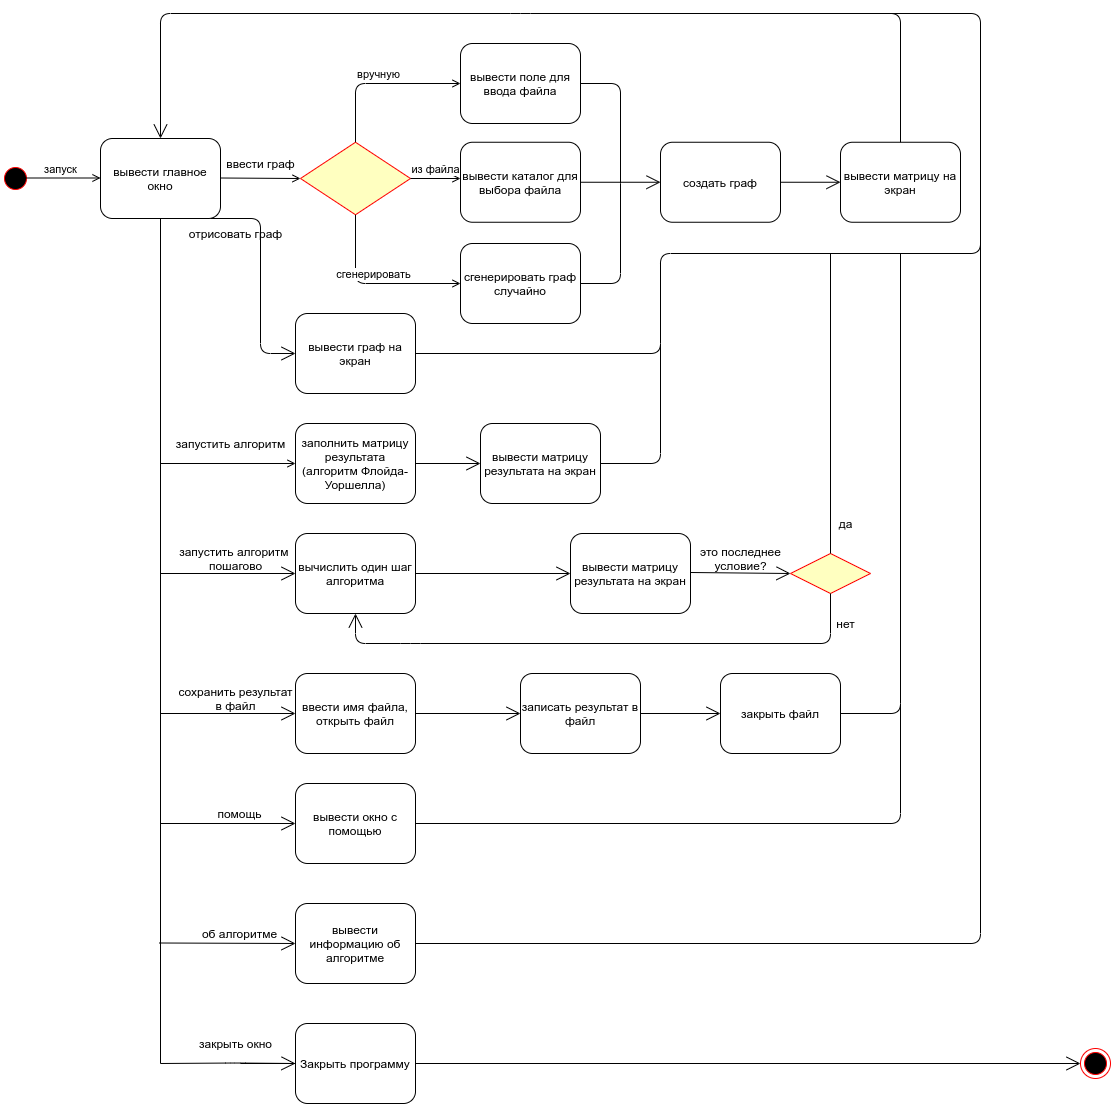 запуск
вывести главное
окно
ввести граф
вручную
вывести поле для
ввода файла
из файла
вывести каталог для
выбора файла
создать граф
вывести матрицу на
экран
сгенерировать
сгенерировать граф
случайно
отрисовать граф
вывести граф на
экран
запустить алгоритм
заполнить матрицу
результата
(алгоритм Флойда-
Уоршелла)
вывести матрицу
результата на экран
запустить алгоритм
пошагово
вычислить один шаг
алгоритма
вывести матрицу
результата на экран
это последнее
условие?
да
нет
сохранить результат
в файл
ввести имя файла,
открыть файл
записать результат в
файл
закрыть файл
помощь
вывести окно с
помощью
об алгоритме
вывести
информацию об
алгоритме
закрыть окно
Закрыть программу